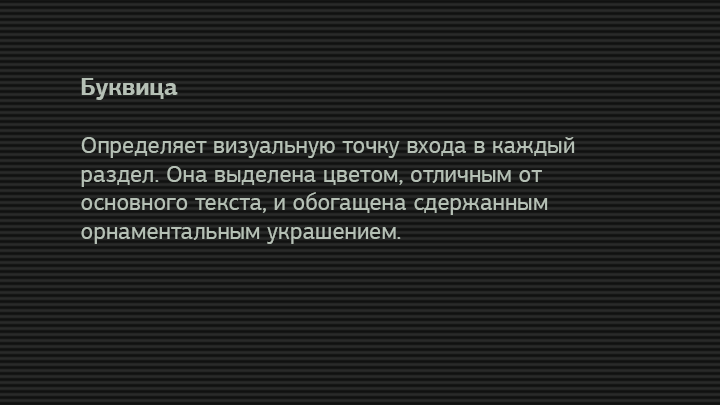 Буквица
Определяет визуальную точку входа в каждый
раздел. Она выделена цветом, отличным от
основного текста, и обогащена сдержанным
орнаментальным украшением.